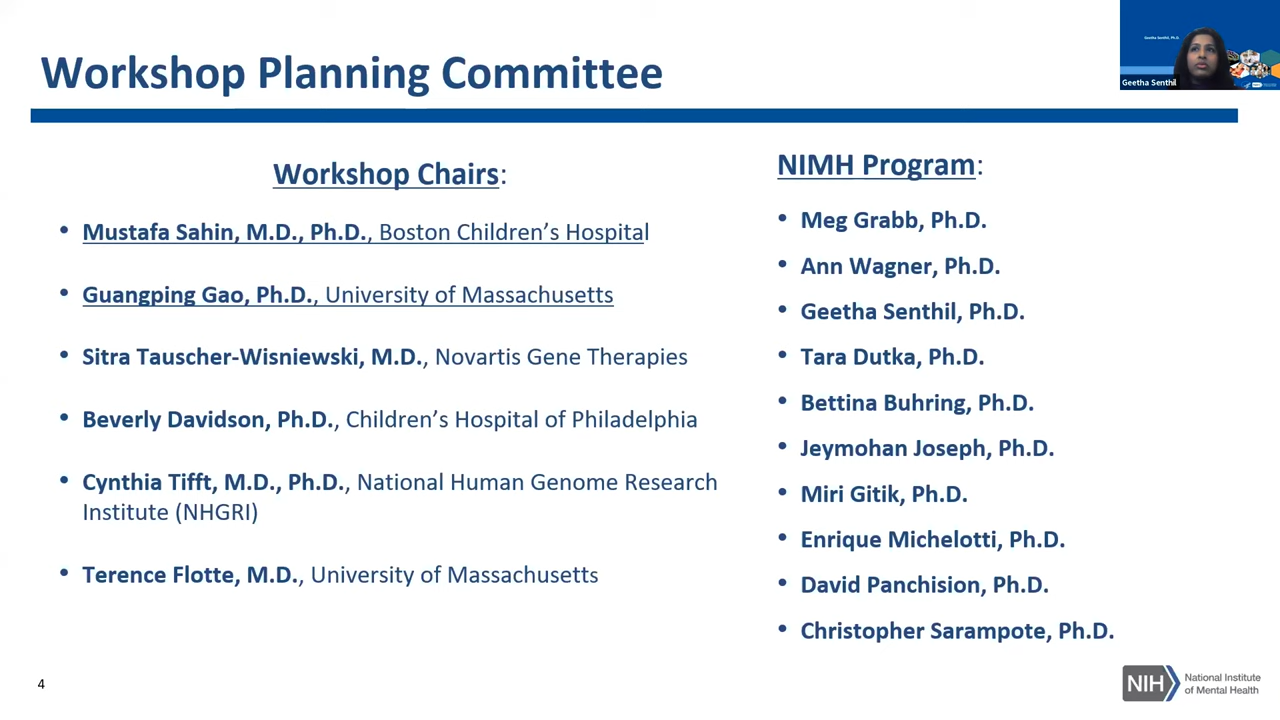 Workshop Planning Committee
Geetha Senthil, Ph.D.
Geetha Senthil
Workshop Chairs:
• Mustafa Sahin, M.D., Ph.D., Boston Children’s Hospital
• Guangping Gao, Ph.D., University of Massachusetts
• Sitra Tauscher-Wisniewski, M.D., Novartis Gene Therapies
• Beverly Davidson, Ph.D., Children’s Hospital of Philadelphia
• Cynthia Tifft, M.D., Ph.D., National Human Genome Research
Institute (NHGRI)
• Terence Flotte, M.D., University of Massachusetts
NIMH Program:
• Meg Grabb, Ph.D.
• Ann Wagner, Ph.D.
• Geetha Senthil, Ph.D.
• Tara Dutka, Ph.D.
• Bettina Buhring, Ph.D.
• Jeymohan Joseph, Ph.D.
• Miri Gitik, Ph.D.
• Enrique Michelotti, Ph.D.
• David Panchision, Ph.D.
• Christopher Sarampote, Ph.D.
4
NIH National Institute
of Mental Health